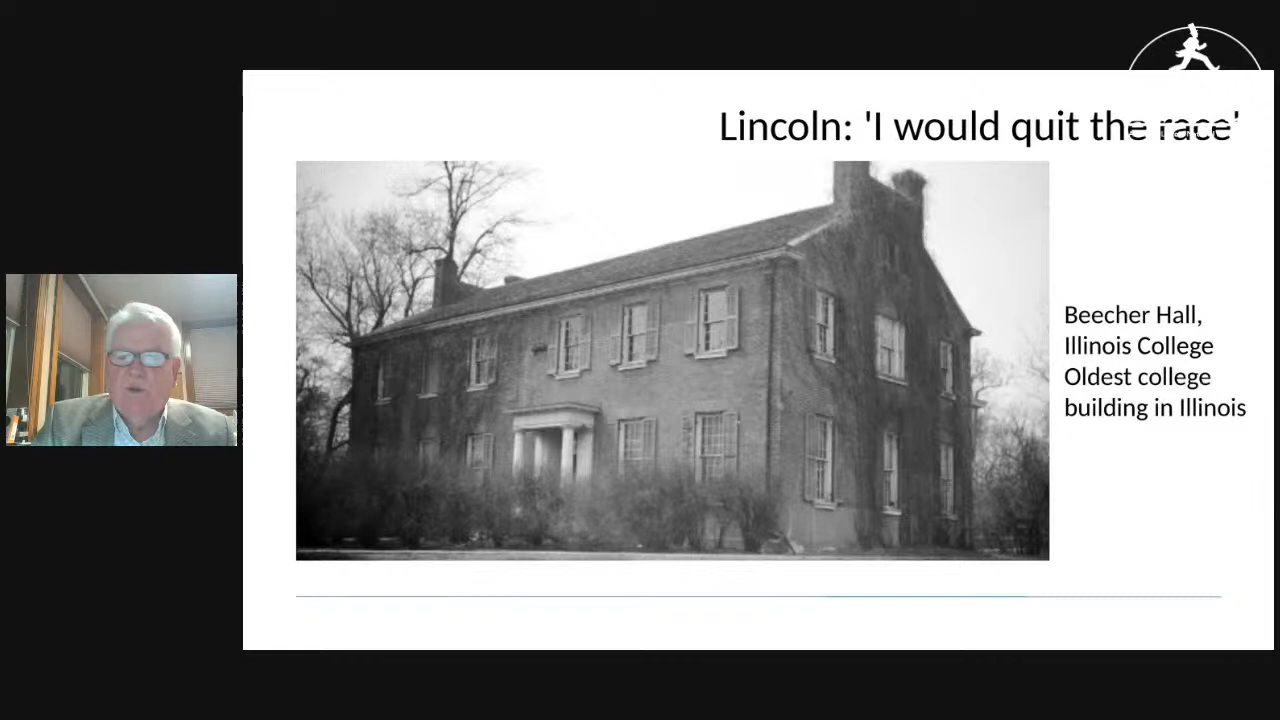 Lincoln: 'I would quit the race'
Beecher Hall,
Illinois College
Oldest college
building in Illinois